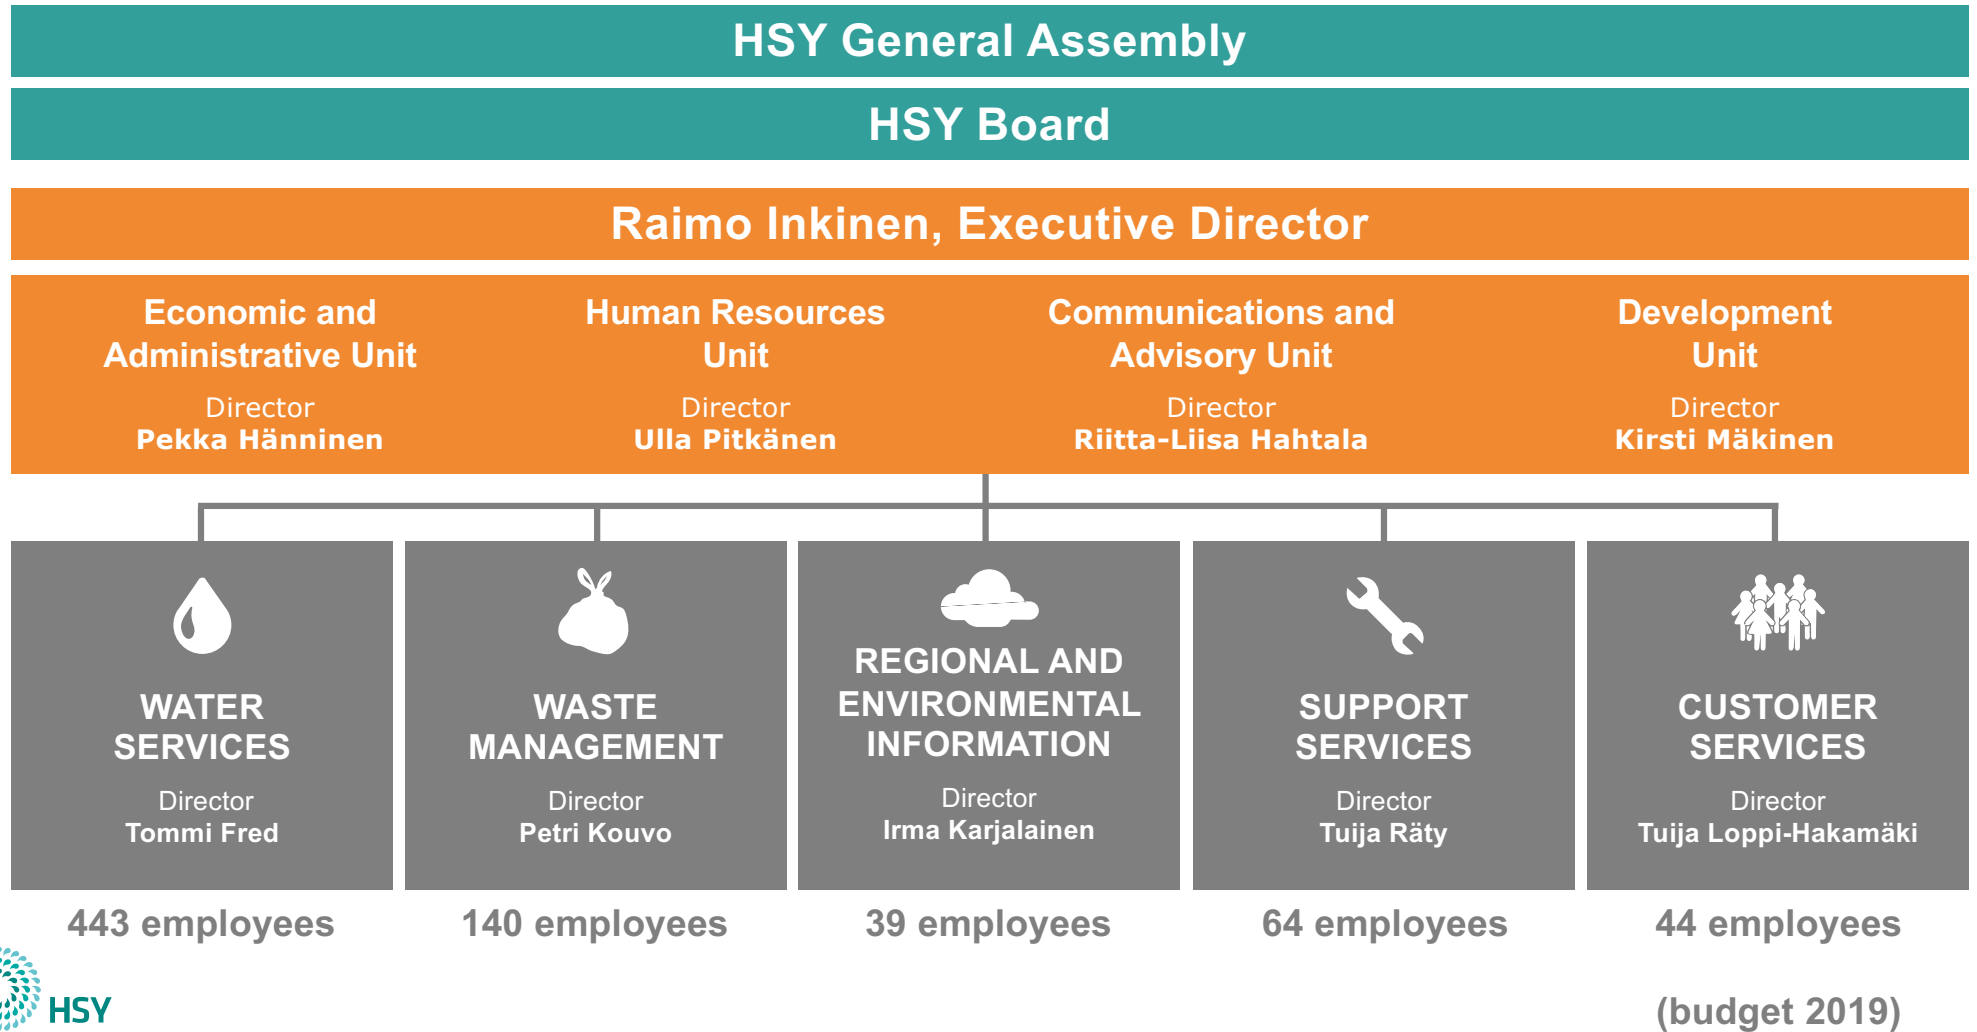 HSY General Assembly
HSY Board
Raimo Inkinen, Executive Director
Economic and
Administrative Unit
Director
Pekka Hänninen
Human Resources
Unit
Director
Ulla Pitkänen
Communications and
Advisory Unit
Director
Riitta-Liisa Hahtala
Development
Unit
Director
Kirsti Mäkinen
WATER
SERVICES
Director
Tommi Fred
443 employees
WASTE
MANAGEMENT
Director
Petri Kouvo
140 employees
REGIONAL AND
ENVIRONMENTAL
INFORMATION
Director
Irma Karjalainen
39 employees
SUPPORT
SERVICES
Director
Tuija Räty
64 employees
CUSTOMER
SERVICES
Director
Tuija Loppi-Hakamäki
44 employees
HSY
(budget 2019)